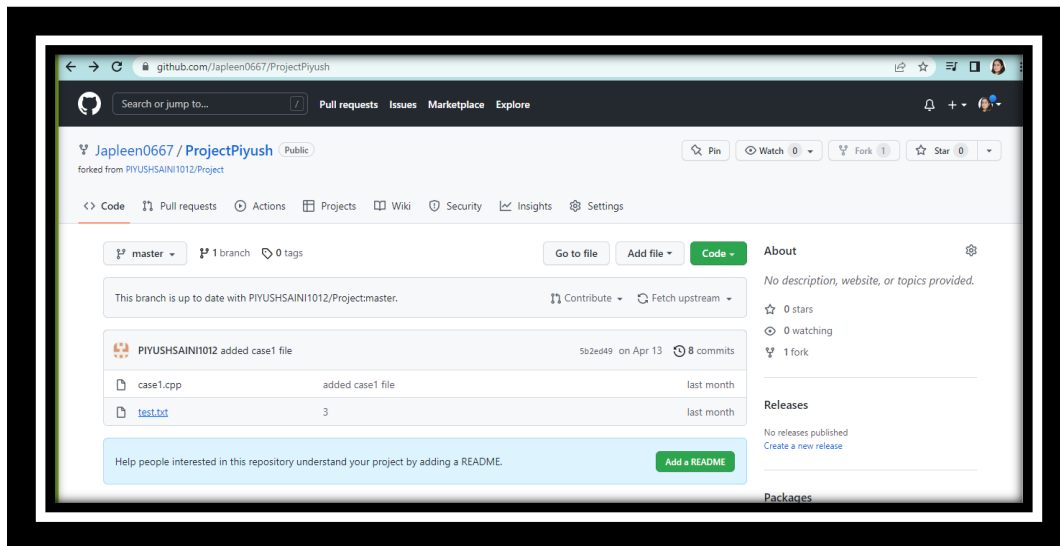 github.com/Japleen0667/ProjectPiyush
Search or jump to... / Pull requests Issues Marketplace Explore
Japleen0667 / ProjectPiyush Public
Pin Watch 0 Fork 1 Star 0
forked from PIYUSHSAINI1012/Project
<> Code Pull requests Actions Projects Wiki Security Insights Settings
master 1 branch 0 tags Go to file Add file Code
About
No description, website, or topics provided.
This branch is up to date with PIYUSHSAINI1012/Project:master. Contribute Fetch upstream
0 stars
0 watching
1 fork
PIYUSHSAINI1012 added case1 file 5b2ed49 on Apr 13 8 commits
case1.cpp added case1 file last month
test.txt 3 last month
Releases
No releases published
Create a new release
Help people interested in this repository understand your project by adding a README. Add a README
Packages